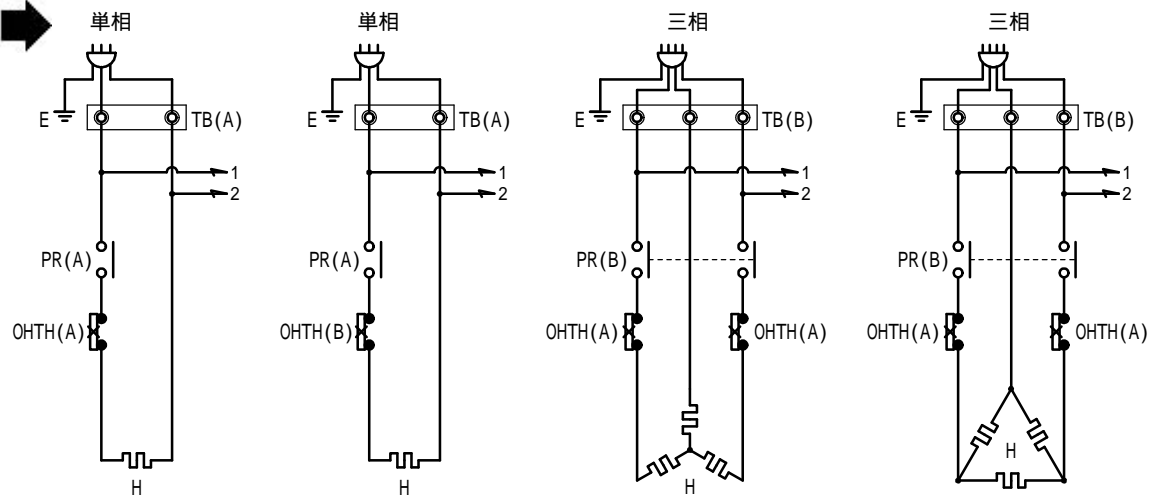 単相
単相
三相
三相
E
TB(A)
E
TB(A)
E
TB(B)
E
TB(B)
1
1
1
1
2
2
2
2
PR(A)
PR(A)
PR(B)
PR(B)
OHTH(A)
OHTH(B)
OHTH(A)
OHTH(A)
OHTH(A)
OHTH(A)
H
H
H
H